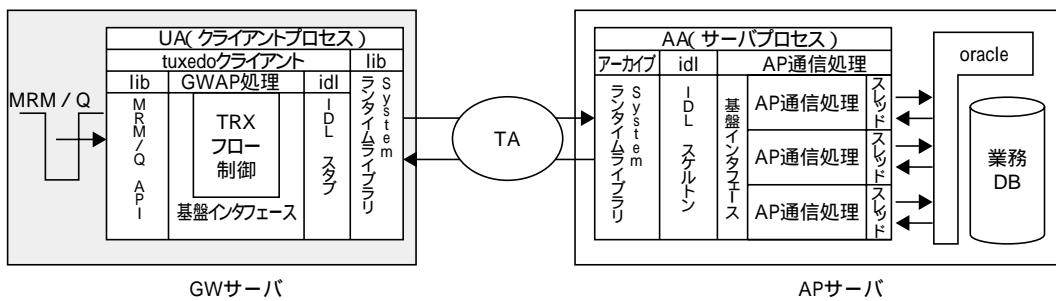 UA(クライアントプロセス)
tuxedoクライアント
lib
lib
GWAP処理
idl
MRM/Q
MRM/Q API
TRX
フロー
制御
基盤インタフェース
IDL スタブ
System
ランタイムライブラリ
GWサーバ
TA
AA(サーバプロセス)
アーカイブ
idl
AP通信処理
System
ランタイムライブラリ
IDL スケルトン
基盤インタフェース
AP通信処理
スレッド
AP通信処理
スレッド
AP通信処理
スレッド
oracle
業務
DB
APサーバ